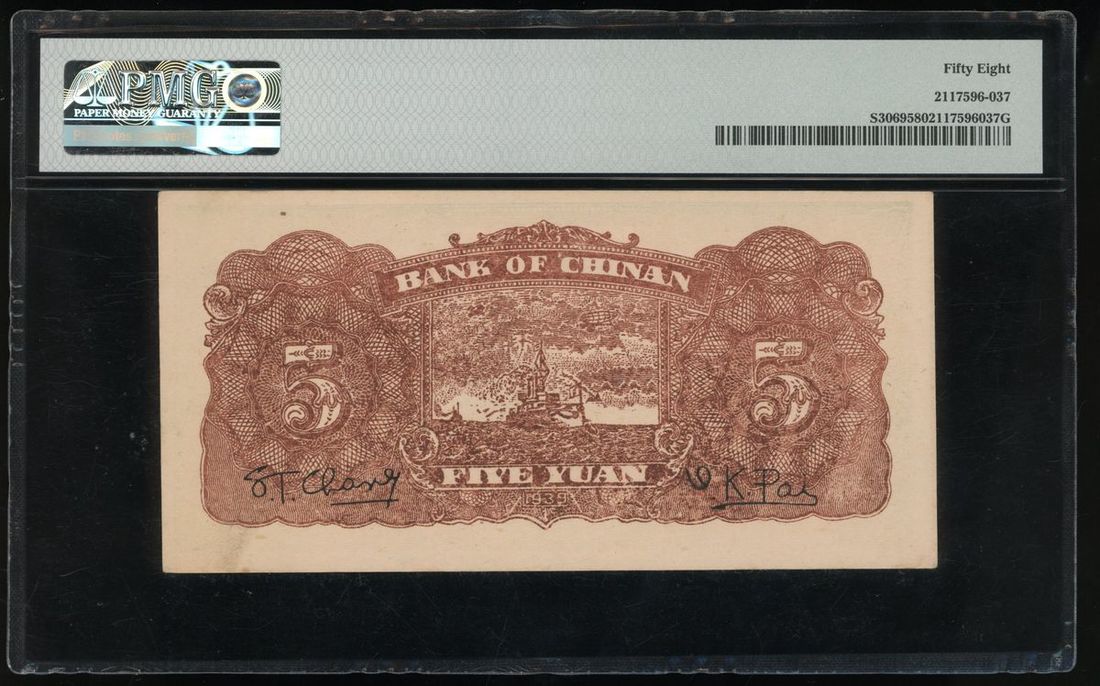 Fifty Eight
2117596-037
S30695802117596037G
PMG
PAPER MONEY GUARANTY
BANK OF CHINAN
5 5
S.T. Chang
FIVE YUAN
K. Pai
1939